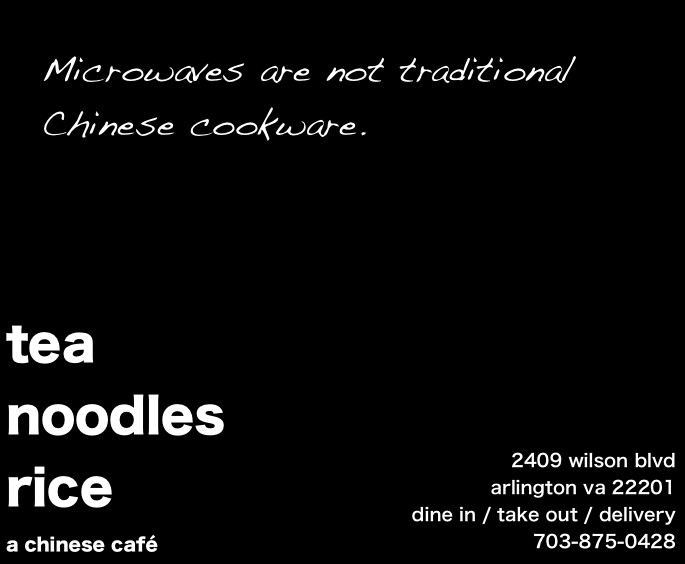 Microwaves are not traditional
Chinese cookware.
tea
noodles
rice
a chinese café
2409 wilson blvd
arlington va 22201
dine in / take out / delivery
703-875-0428